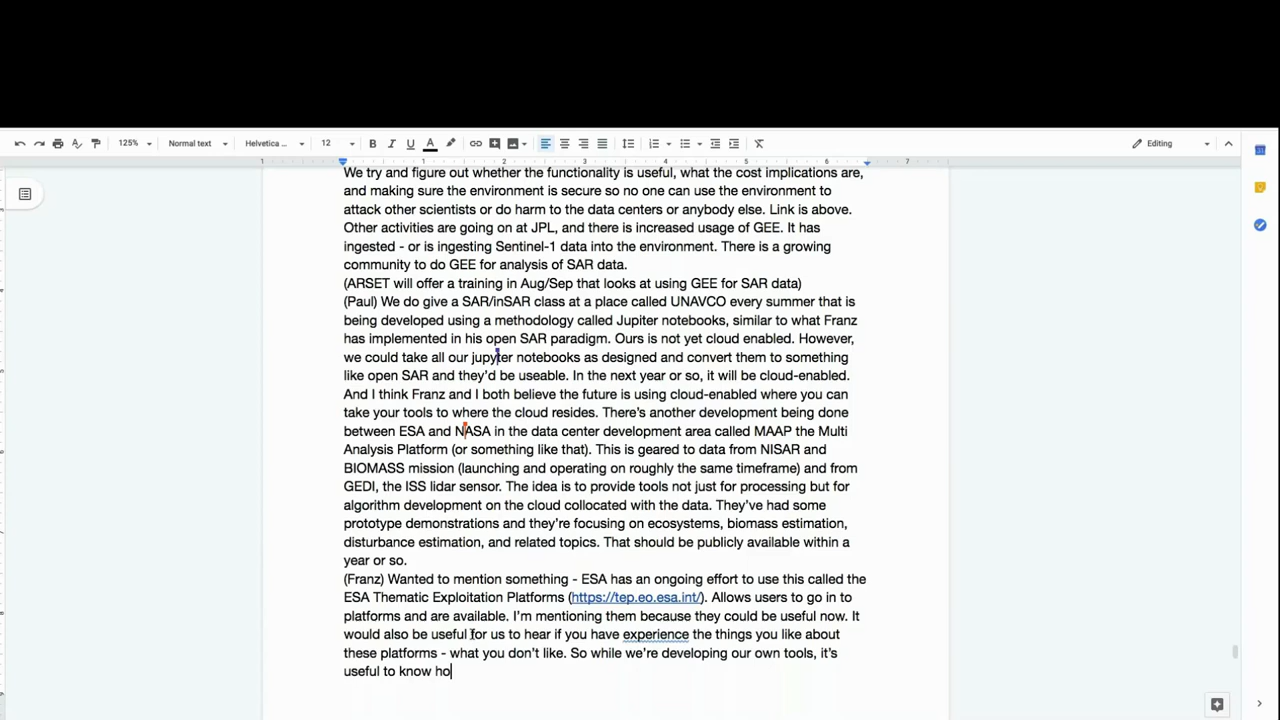 125% Normal text Helvetica ... 12 B I U A Editing
1 1 2 3 4 5 6 7
We try and figure out whether the functionality is useful, what the cost implications are,
and making sure the environment is secure so no one can use the environment to
attack other scientists or do harm to the data centers or anybody else. Link is above.
Other activities are going on at JPL, and there is increased usage of GEE. It has
ingested - or is ingesting Sentinel-1 data into the environment. There is a growing
community to do GEE for analysis of SAR data.
(ARSET will offer a training in Aug/Sep that looks at using GEE for SAR data)
(Paul) We do give a SAR/inSAR class at a place called UNAVCO every summer that is
being developed using a methodology called Jupiter notebooks, similar to what Franz
has implemented in his open SAR paradigm. Ours is not yet cloud enabled. However,
we could take all our jupyter notebooks as designed and convert them to something
like open SAR and they'd be useable. In the next year or so, it will be cloud-enabled.
And I think Franz and I both believe the future is using cloud-enabled where you can
take your tools to where the cloud resides. There's another development being done
between ESA and NASA in the data center development area called MAAP the Multi
Analysis Platform (or something like that). This is geared to data from NISAR and
BIOMASS mission (launching and operating on roughly the same timeframe) and from
GEDI, the ISS lidar sensor. The idea is to provide tools not just for processing but for
algorithm development on the cloud collocated with the data. They've had some
prototype demonstrations and they're focusing on ecosystems, biomass estimation,
disturbance estimation, and related topics. That should be publicly available within a
year or so.
(Franz) Wanted to mention something - ESA has an ongoing effort to use this called the
ESA Thematic Exploitation Platforms (https://tep.eo.esa.int/). Allows users to go in to
platforms and are available. I'm mentioning them because they could be useful now. It
would also be useful for us to hear if you have experience the things you like about
these platforms - what you don't like. So while we're developing our own tools, it's
useful to know ho